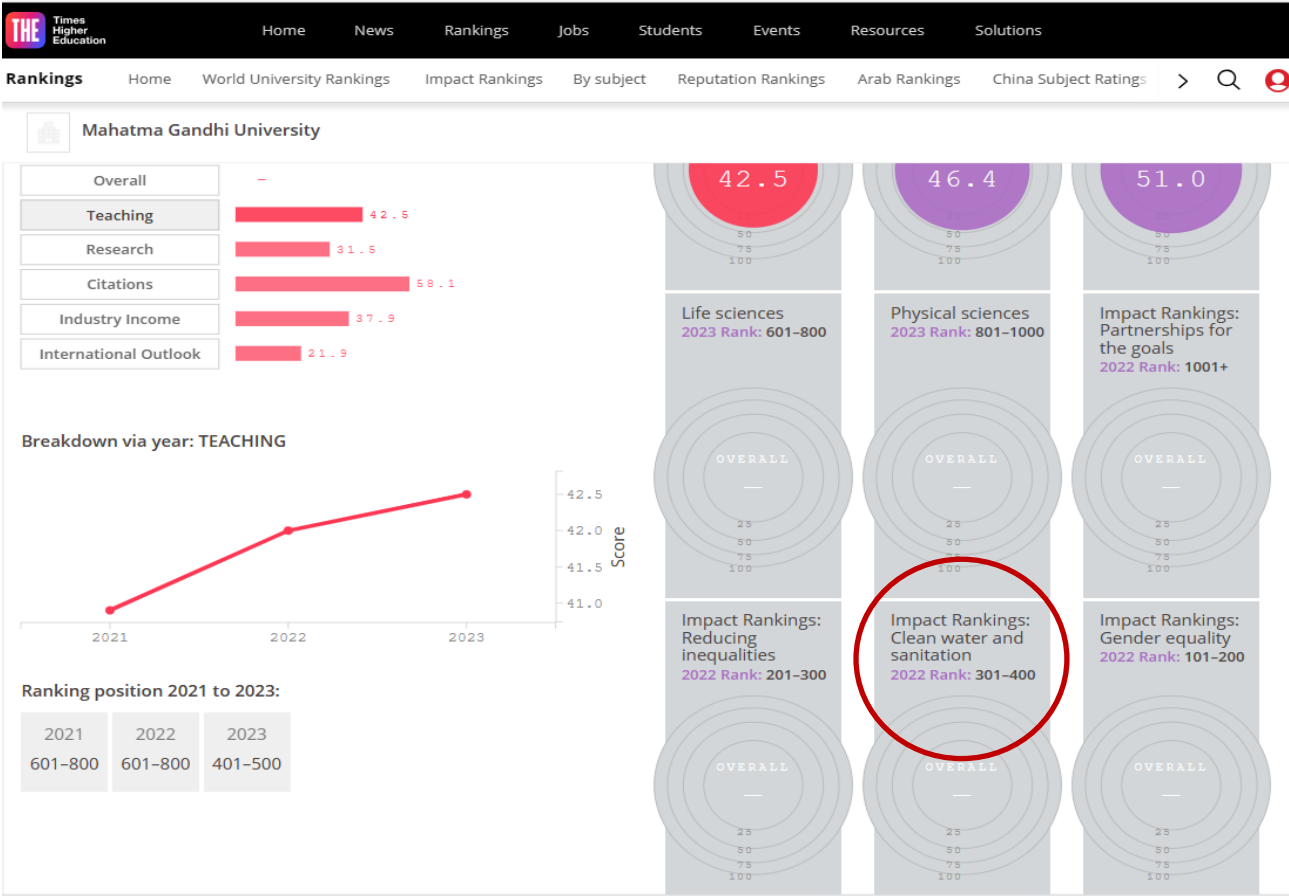 THE Times
Higher
Education
Home News Rankings Jobs Students Events Resources Solutions
Rankings Home World University Rankings Impact Rankings By subject Reputation Rankings Arab Rankings China Subject Ratings
Mahatma Gandhi University
Overall –
Teaching 42.5
Research 31.5
Citations 58.1
Industry Income 37.9
International Outlook 21.9
Breakdown via year: TEACHING
42.5
42.0
41.5
41.0
Score
2021 2022 2023
Ranking position 2021 to 2023:
2021 2022 2023
601–800 601–800 401–500
42.5 46.4 51.0
25 25 25
50 50 50
75 75 75
100 100 100
Life sciences
2023 Rank: 601–800
Physical sciences
2023 Rank: 801–1000
Impact Rankings:
Partnerships for
the goals
2022 Rank: 1001+
OVERALL OVERALL OVERALL
— — —
25 25 25
50 50 50
75 75 75
100 100 100
Impact Rankings:
Reducing
inequalities
2022 Rank: 201–300
Impact Rankings:
Clean water and
sanitation
2022 Rank: 301–400
Impact Rankings:
Gender equality
2022 Rank: 101–200
OVERALL OVERALL OVERALL
— — —
25 25 25
50 50 50
75 75 75
100 100 100